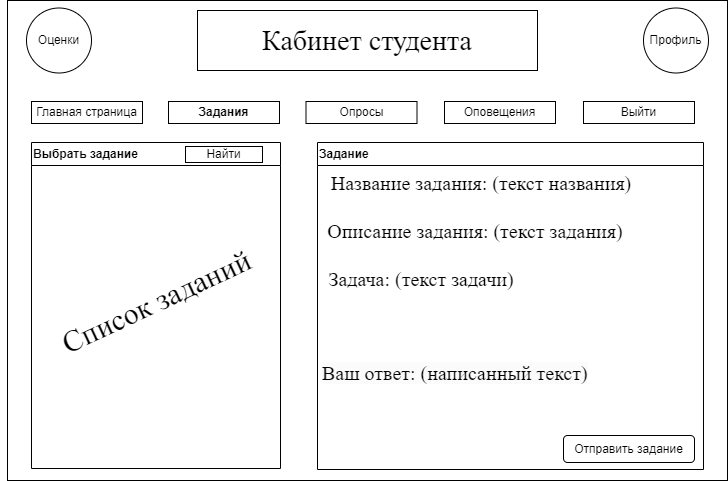 Оценки
Кабинет студента
Профиль
Главная страница
Задания
Опросы
Оповещения
Выйти
Выбрать задание
Найти
Список заданий
Задание
Название задания: (текст названия)
Описание задания: (текст задания)
Задача: (текст задачи)
Ваш ответ: (написанный текст)
Отправить задание